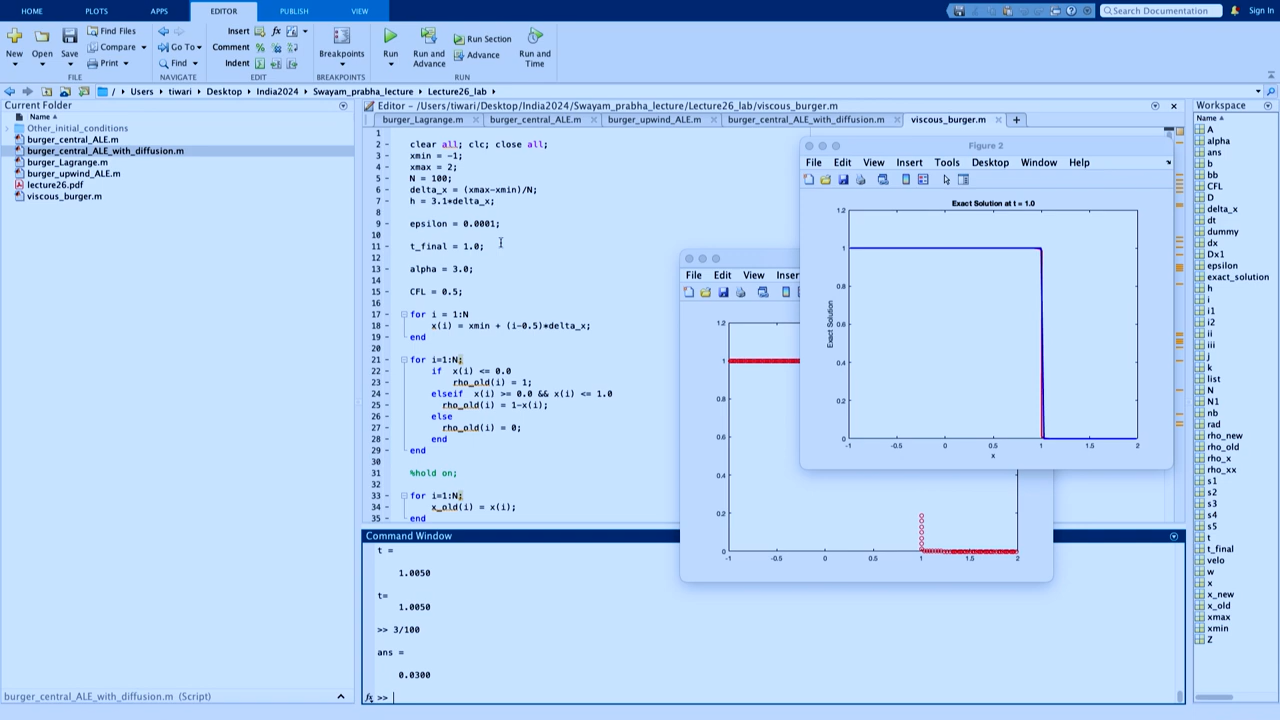 HOME PLOTS APPS EDITOR PUBLISH VIEW Search Documentation Sign In
New Open Save Find Files Compare Print Go To Find Insert fx Comment % Indent Breakpoints Run Run and Advance Run Section Advance Run and Time
FILE NAVIGATE EDIT BREAKPOINTS RUN
/ Users tiwari Desktop India2024 Swayam_prabha_lecture Lecture26_lab
Current Folder
Name
Other_initial_conditions
burger_central_ALE.m
burger_central_ALE_with_diffusion.m
burger_Lagrange.m
burger_upwind_ALE.m
lecture26.pdf
viscous_burger.m
burger_central_ALE_with_diffusion.m (Script)
Editor - /Users/tiwari/Desktop/India2024/Swayam_prabha_lecture/Lecture26_lab/viscous_burger.m
burger_Lagrange.m burger_central_ALE.m burger_upwind_ALE.m burger_central_ALE_with_diffusion.m viscous_burger.m
1
2 - clear all; clc; close all;
3 - xmin = -1;
4 - xmax = 2;
5 - N = 100;
6 - delta_x = (xmax-xmin)/N;
7 - h = 3.1*delta_x;
8
9 - epsilon = 0.0001;
10
11 - t_final = 1.0;
12
13 - alpha = 3.0;
14
15 - CFL = 0.5;
16
17 - for i = 1:N
18 - x(i) = xmin + (i-0.5)*delta_x;
19 - end
20
21 - for i=1:N;
22 - if x(i) <= 0.0
23 - rho_old(i) = 1;
24 - elseif x(i) >= 0.0 && x(i) <= 1.0
25 - rho_old(i) = 1-x(i);
26 - else
27 - rho_old(i) = 0;
28 - end
29 - end
30
31 %hold on;
32
33 - for i=1:N;
34 - x_old(i) = x(i);
35 - end
Command Window
t =
1.0050
t=
1.0050
>> 3/100
ans =
0.0300
fx >>
File Edit View Inser
1.2
1
0.8
0.6
0.4
0.2
0
-1 -0.5 0 0.5 1 1.5 2
Figure 2
File Edit View Insert Tools Desktop Window Help
Exact Solution at t = 1.0
Exact Solution
1.2
1
0.8
0.6
0.4
0.2
0
-1 -0.5 0 0.5 1 1.5 2
x
Workspace
Name
A
alpha
ans
b
bb
CFL
D
delta_x
dt
dummy
dx
Dx1
epsilon
exact_solution
h
i
i1
i2
ii
iii
j
k
list
N
N1
nb
rad
rho_new
rho_old
rho_x
rho_xx
s1
s2
s3
s4
s5
t
t_final
velo
w
x
x_new
x_old
xmax
xmin
Z